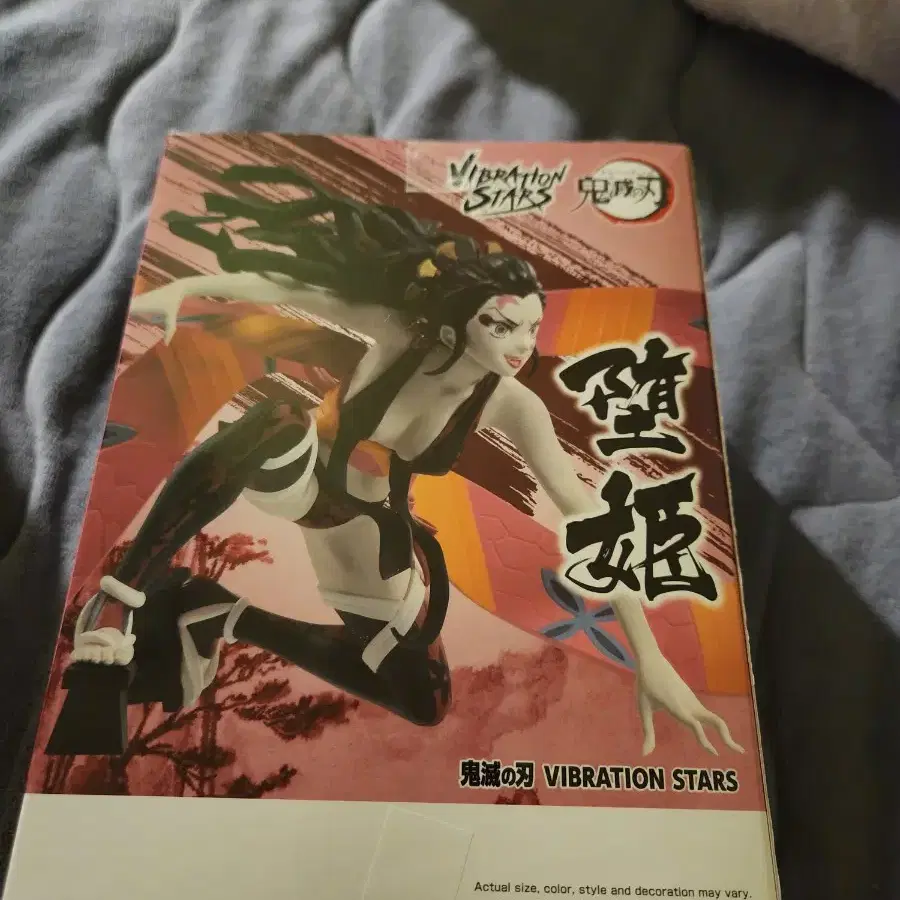 VIBRATION
STARS
鬼滅の刃
堕姫
鬼滅の刃 VIBRATION STARS
Actual size, color, style and decoration may vary.